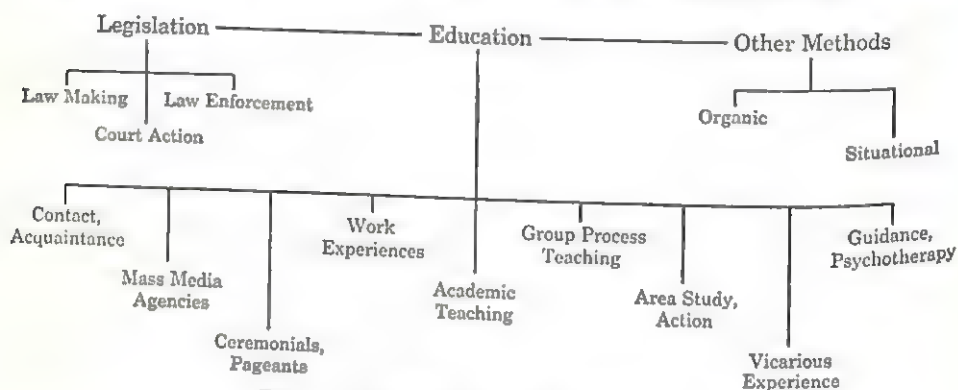 Legislation
Education
Other Methods
Law Making
Law Enforcement
Court Action
Organic
Situational
Contact,
Acquaintance
Mass Media
Agencies
Ceremonials,
Pageants
Work
Experiences
Academic
Teaching
Group Process
Teaching
Area Study,
Action
Vicarious
Experience
Guidance,
Psychotherapy